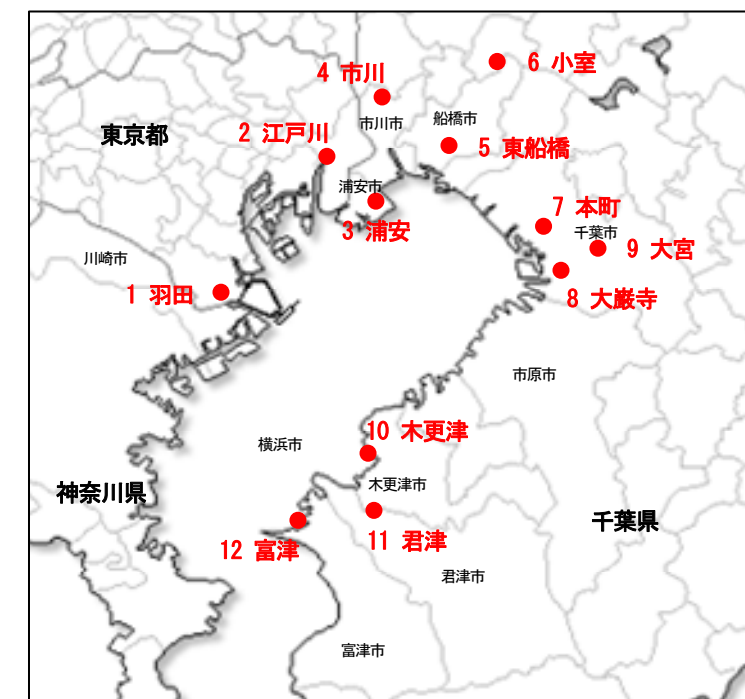 6 小室
4 市川
船橋市
市川市
東京都
2 江戸川
5 東船橋
浦安市
7 本町
3 浦安
千葉市
9 大宮
川崎市
1 羽田
8 大巌寺
市原市
10 木更津
横浜市
木更津市
神奈川県
千葉県
11 君津
12 富津
君津市
富津市